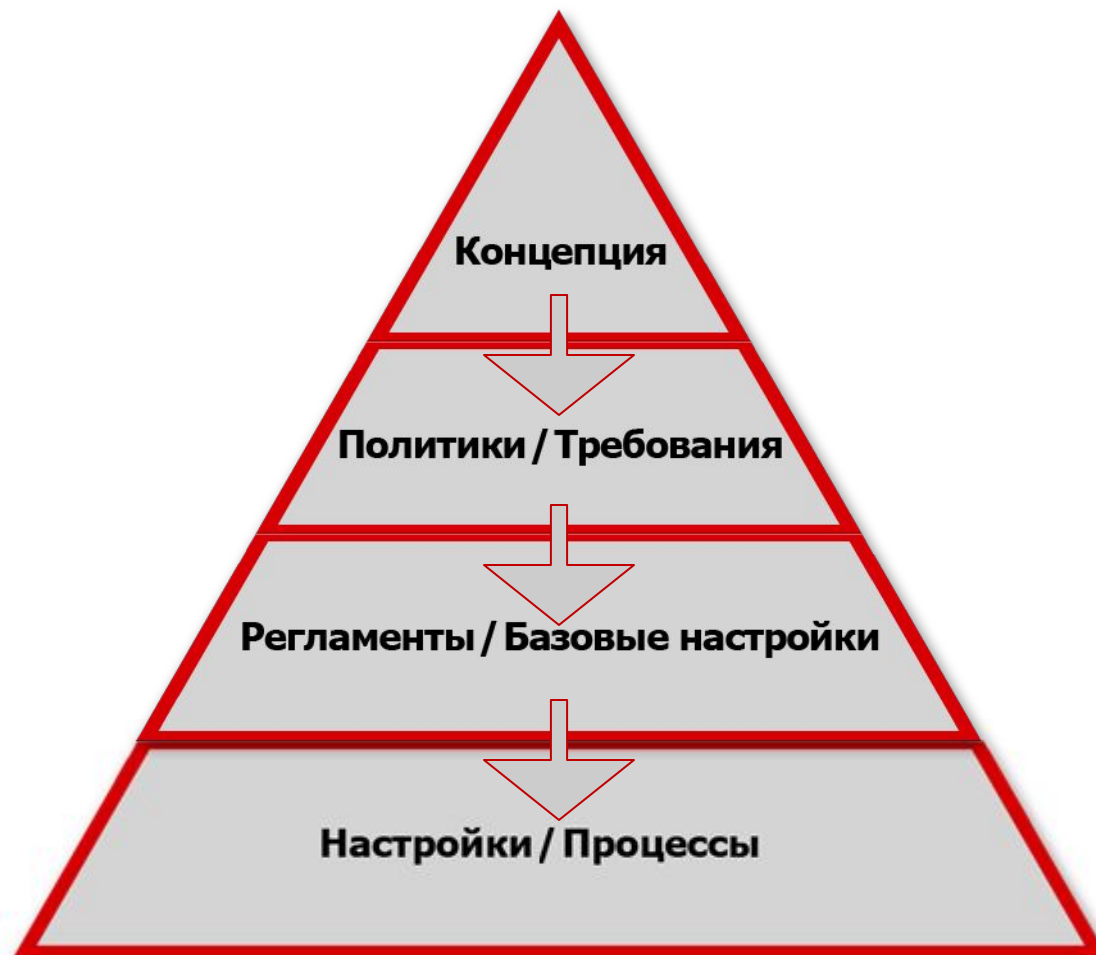 Концепция
Политики / Требования
Регламенты / Базовые настройки
Настройки / Процессы